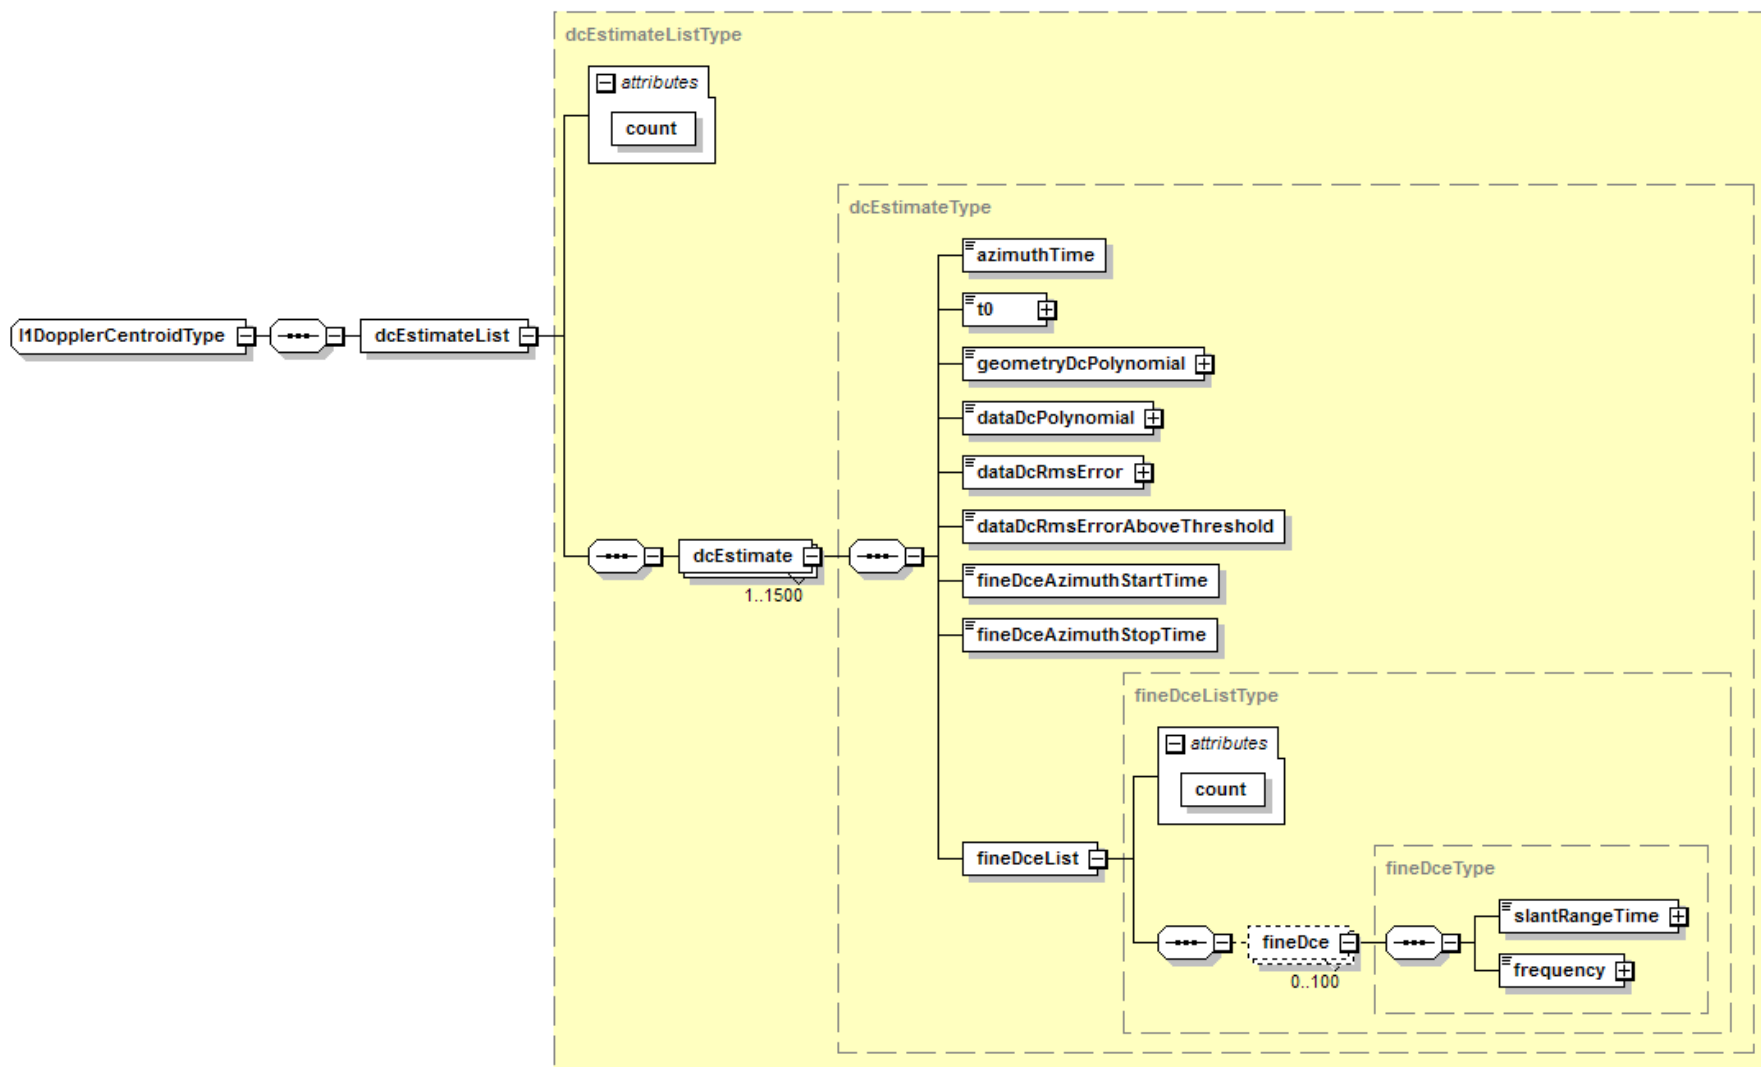 dcEstimateListType
attributes
count
dcEstimateType
azimuthTime
t0
l1DopplerCentroidType
dcEstimateList
geometryDcPolynomial
dataDcPolynomial
dataDcRmsError
dataDcRmsErrorAboveThreshold
dcEstimate
1..1500
fineDceAzimuthStartTime
fineDceAzimuthStopTime
fineDceListType
attributes
count
fineDceList
fineDceType
slantRangeTime
fineDce
0..100
frequency